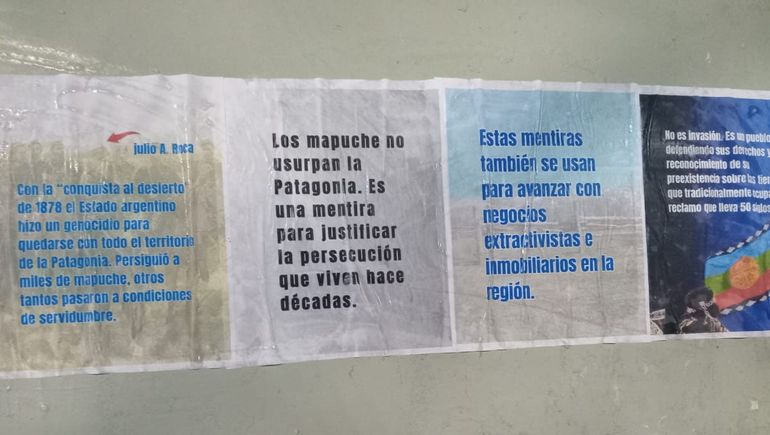 Julio A. Roca
Con la "conquista al desierto"
de 1878 el Estado argentino
hizo un genocidio para
quedarse con todo el territorio
de la Patagonia. Persiguió a
miles de mapuche, otros
tantos pasaron a condiciones
de servidumbre.
Los mapuche no
usurpan la
Patagonia. Es
una mentira
para justificar
la persecución
que viven hace
décadas.
Estas mentiras
también se usan
para avanzar con
negocios
extractivistas e
inmobiliarios en la
región.
No es invasión. Es un pueblo
defendiendo sus derechos y
reconocimiento de su
preexistencia sobre las
que tradicionalmente
reclamo que lleva 50 siglos